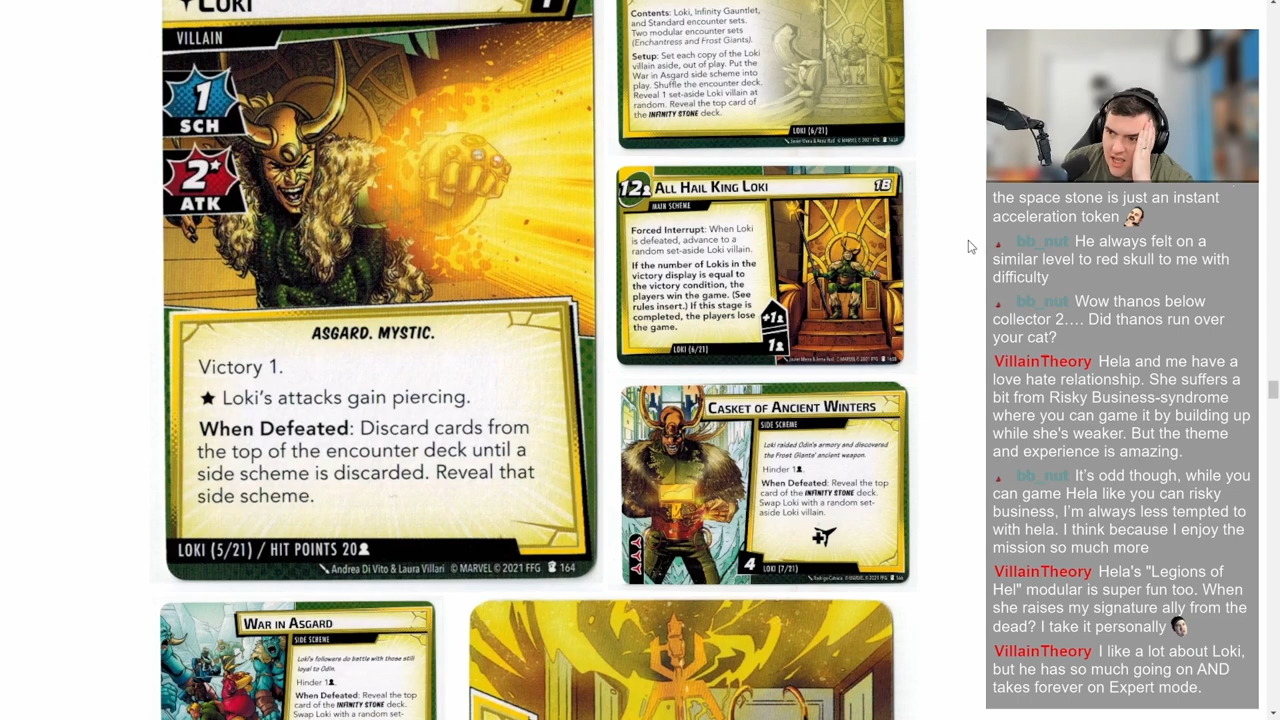 LOKI
VILLAIN
1
SCH
2
ATK
ASGARD. MYSTIC.
Victory 1.
★ Loki's attacks gain piercing.
When Defeated: Discard cards from
the top of the encounter deck until a
side scheme is discarded. Reveal that
side scheme.
LOKI (5/21) / HIT POINTS 20
Andrea Di Vito & Laura Villari © MARVEL © 2021 FFG 164
Contents: Loki, Infinity Gauntlet,
and Standard encounter sets.
Two modular encounter sets
(Enchantress and Frost Giants).
Setup: Set each copy of the Loki
villain aside, out of play. Put the
War in Asgard side scheme into
play. Shuffle the encounter deck.
Reveal 1 set-aside Loki villain at
random. Reveal the top card of
the INFINITY STONE deck.
LOKI (6/21)
12
ALL HAIL KING LOKI
1B
MAIN SCHEME
Forced Interrupt: When Loki
is defeated, advance to a
random set-aside Loki villain.
If the number of Lokis in the
victory display is equal to
the victory condition, the
players win the game. (See
rules insert.) If this stage is
completed, the players lose
the game.
+1
1
LOKI (6/21)
CASKET OF ANCIENT WINTERS
SIDE SCHEME
Loki raided Odin's armory and discovered
the Frost Giants' ancient weapon.
Hinder 1
When Defeated: Reveal the top
card of the INFINITY STONE deck.
Swap Loki with a random set-
aside Loki villain.
4
LOKI (7/21)
WAR IN ASGARD
SIDE SCHEME
Loki's followers do battle with those still
loyal to Odin.
Hinder 1
When Defeated: Reveal the top
card of the INFINITY STONE deck.
Swap Loki with a random set-
the space stone is just an instant
acceleration token
bb_nut He always felt on a
similar level to red skull to me with
difficulty
bb_nut Wow thanos below
collector 2…. Did thanos run over
your cat?
VillainTheory Hela and me have a
love hate relationship. She suffers a
bit from Risky Business-syndrome
where you can game it by building up
while she's weaker. But the theme
and experience is amazing.
bb_nut It's odd though, while you
can game Hela like you can risky
business, I'm always less tempted to
with hela. I think because I enjoy the
mission so much more
VillainTheory Hela's "Legions of
Hel" modular is super fun too. When
she raises my signature ally from the
dead? I take it personally
VillainTheory I like a lot about Loki,
but he has so much going on AND
takes forever on Expert mode.